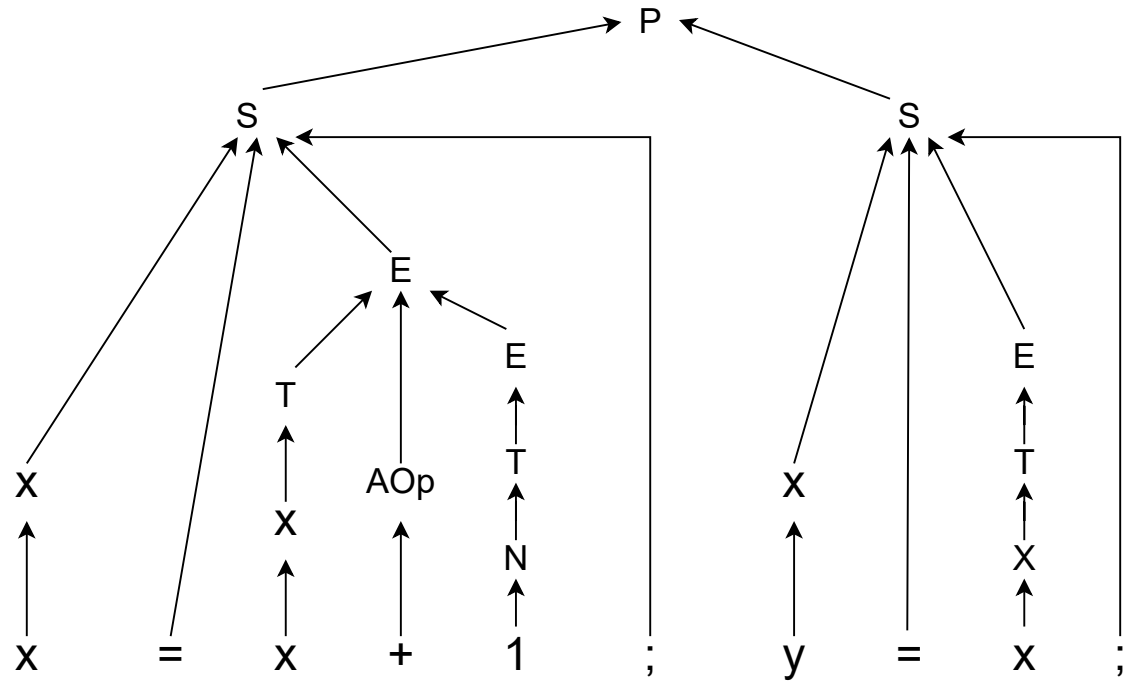 P
S S
E
E E
T
T T
x AOp x
x
N X
x = x + 1 ; y = x ;